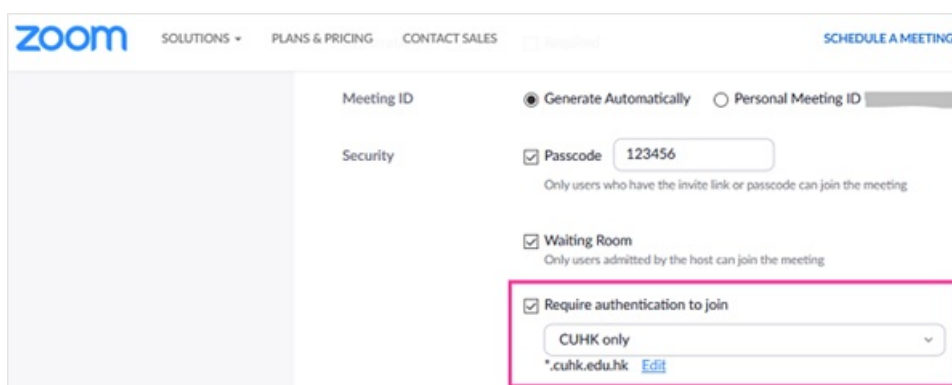 zoom SOLUTIONS PLANS & PRICING CONTACT SALES SCHEDULE A MEETING
Meeting ID Generate Automatically Personal Meeting ID
Security Passcode 123456
Only users who have the invite link or passcode can join the meeting
Waiting Room
Only users admitted by the host can join the meeting
Require authentication to join
CUHK only
*.cuhk.edu.hk Edit